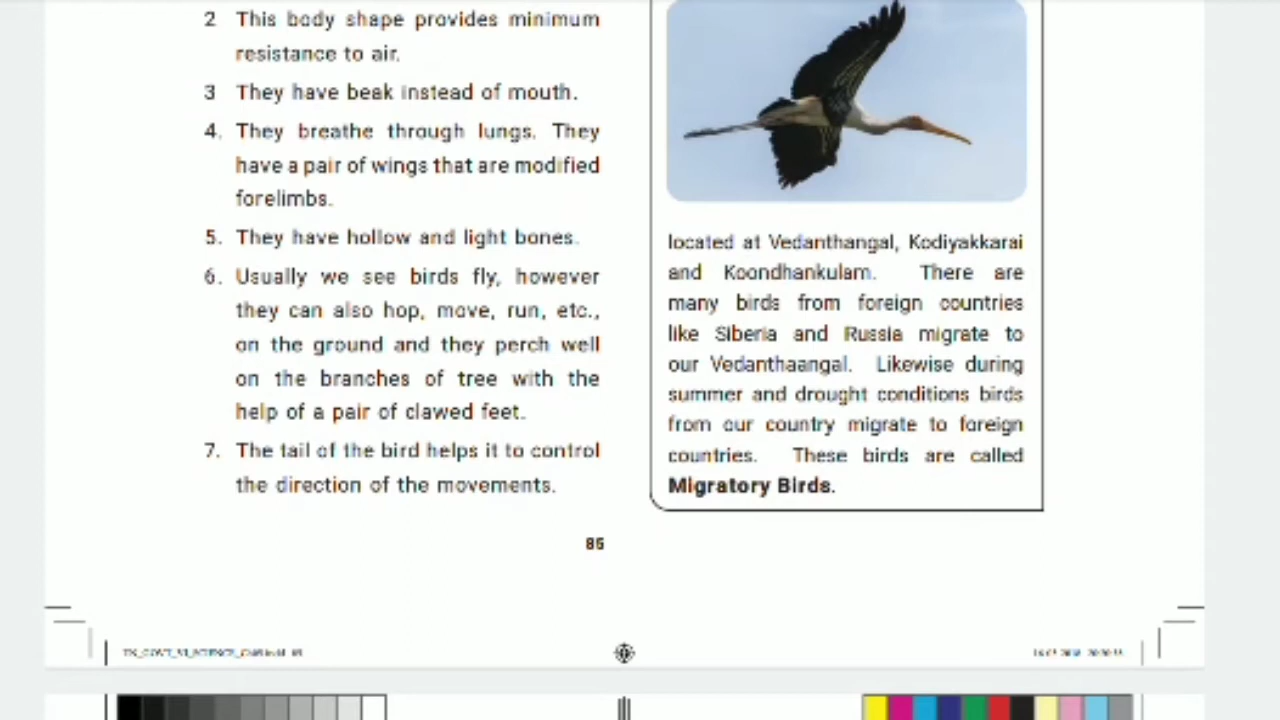 2 This body shape provides minimum
resistance to air.
3 They have beak instead of mouth.
4. They breathe through lungs. They
have a pair of wings that are modified
forelimbs.
5. They have hollow and light bones.
6. Usually we see birds fly, however
they can also hop, move, run, etc.,
on the ground and they perch well
on the branches of tree with the
help of a pair of clawed feet.
7. The tail of the bird helps it to control
the direction of the movements.
located at Vedanthangal, Kodiyakkarai
and Koondhankulam. There are
many birds from foreign countries
like Siberia and Russia migrate to
our Vedanthaangal. Likewise during
summer and drought conditions birds
from our country migrate to foreign
countries. These birds are called
Migratory Birds.
85